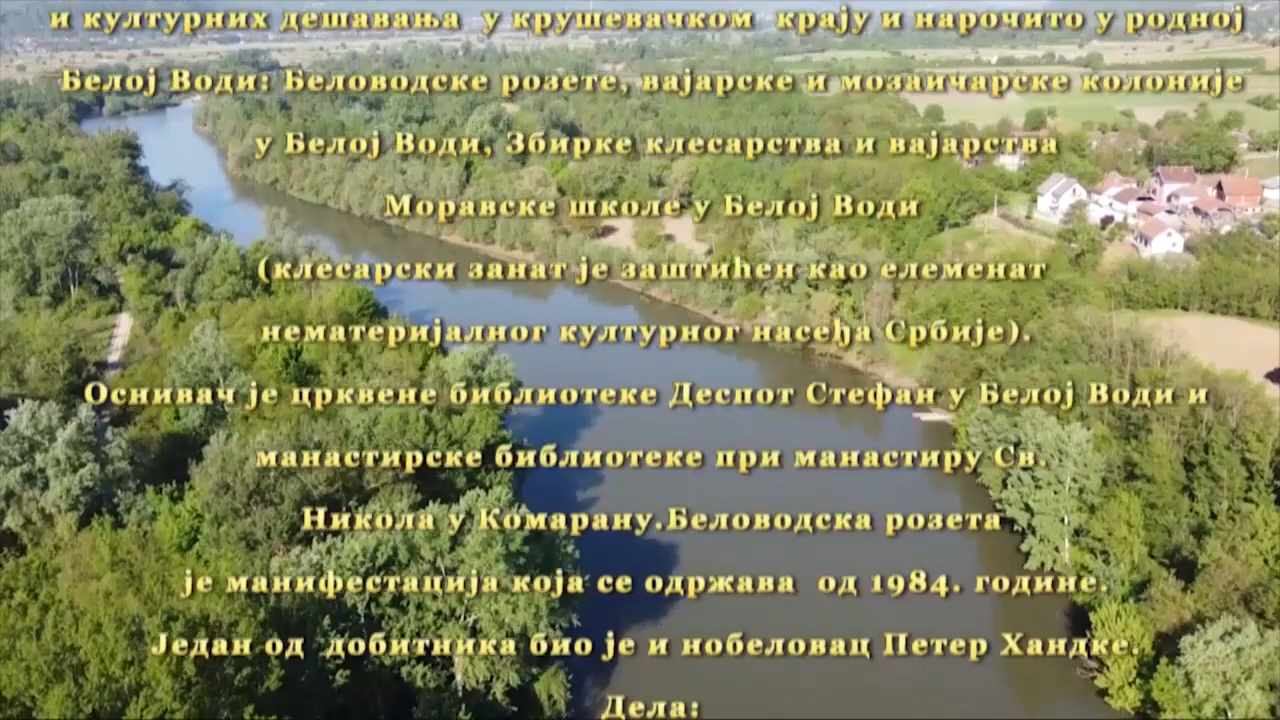 и културних дешавања у крушевачком крају и нарочито у родној
Белој Води: Беловодске розете, вајарске и мозаичарске колоније
у Белој Води, Збирке клесарства и вајарства
Моравске школе у Белој Води
(клесарски занат је заштићен као елеменат
нематеријалног културног насеђа Србије).
Оснивач је црквене библиотеке Деспот Стефан у Белој Води и
манастирске библиотеке при манастиру Св.
Никола у Комарану.Беловодска розета
је манифестација која се одржава од 1984. године.
Један од добитника био је и нобеловац Петер Хандке.
Дела: